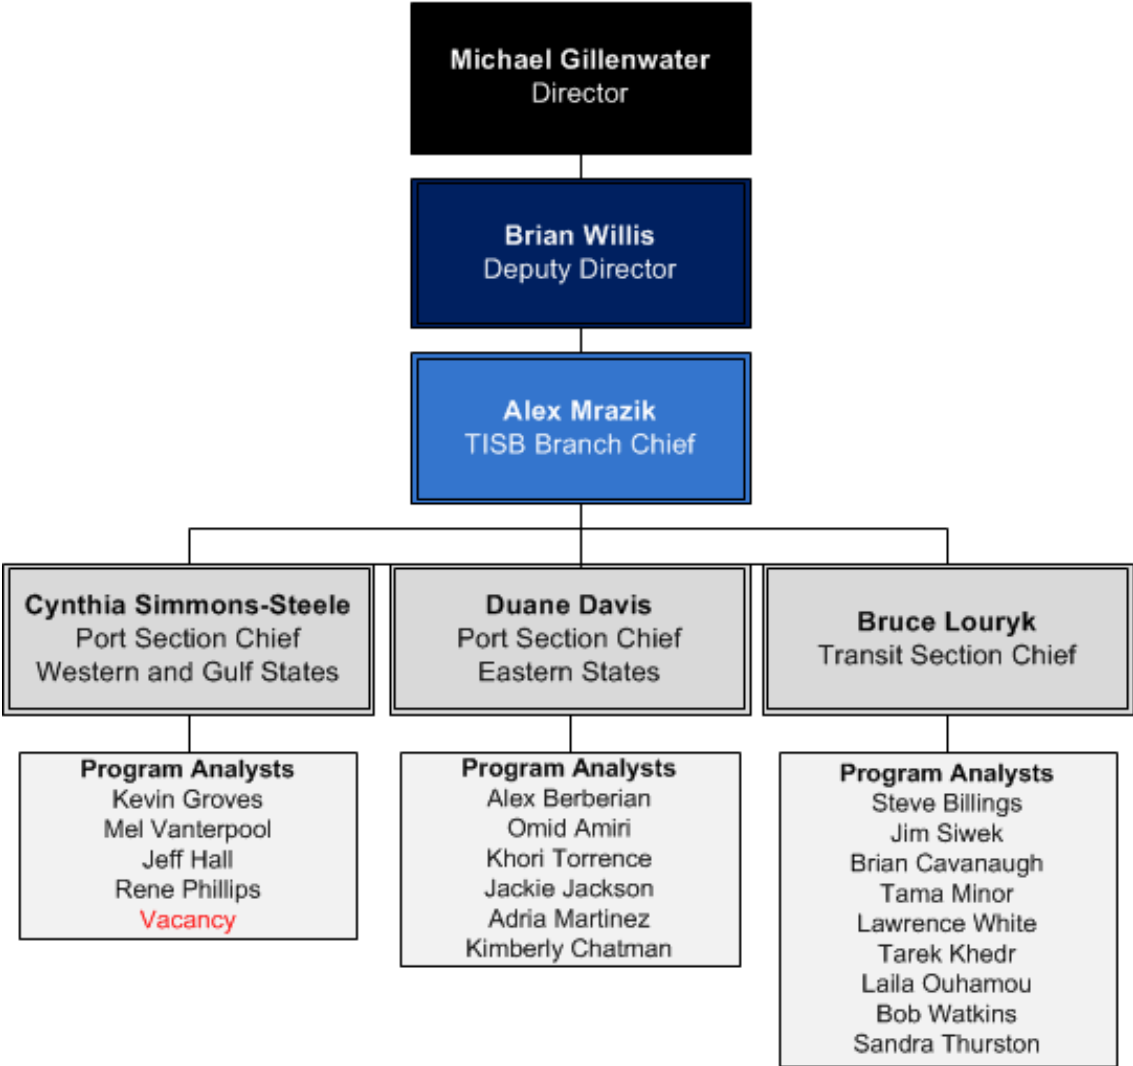 Michael Gillenwater
Director
Brian Willis
Deputy Director
Alex Mrazik
TISB Branch Chief
Cynthia Simmons-Steele
Port Section Chief
Western and Gulf States
Duane Davis
Port Section Chief
Eastern States
Bruce Louryk
Transit Section Chief
Program Analysts
Kevin Groves
Mel Vanterpool
Jeff Hall
Rene Phillips
Vacancy
Program Analysts
Alex Berberian
Omid Amiri
Khori Torrence
Jackie Jackson
Adria Martinez
Kimberly Chatman
Program Analysts
Steve Billings
Jim Siwek
Brian Cavanaugh
Tama Minor
Lawrence White
Tarek Khedr
Laila Ouhamou
Bob Watkins
Sandra Thurston